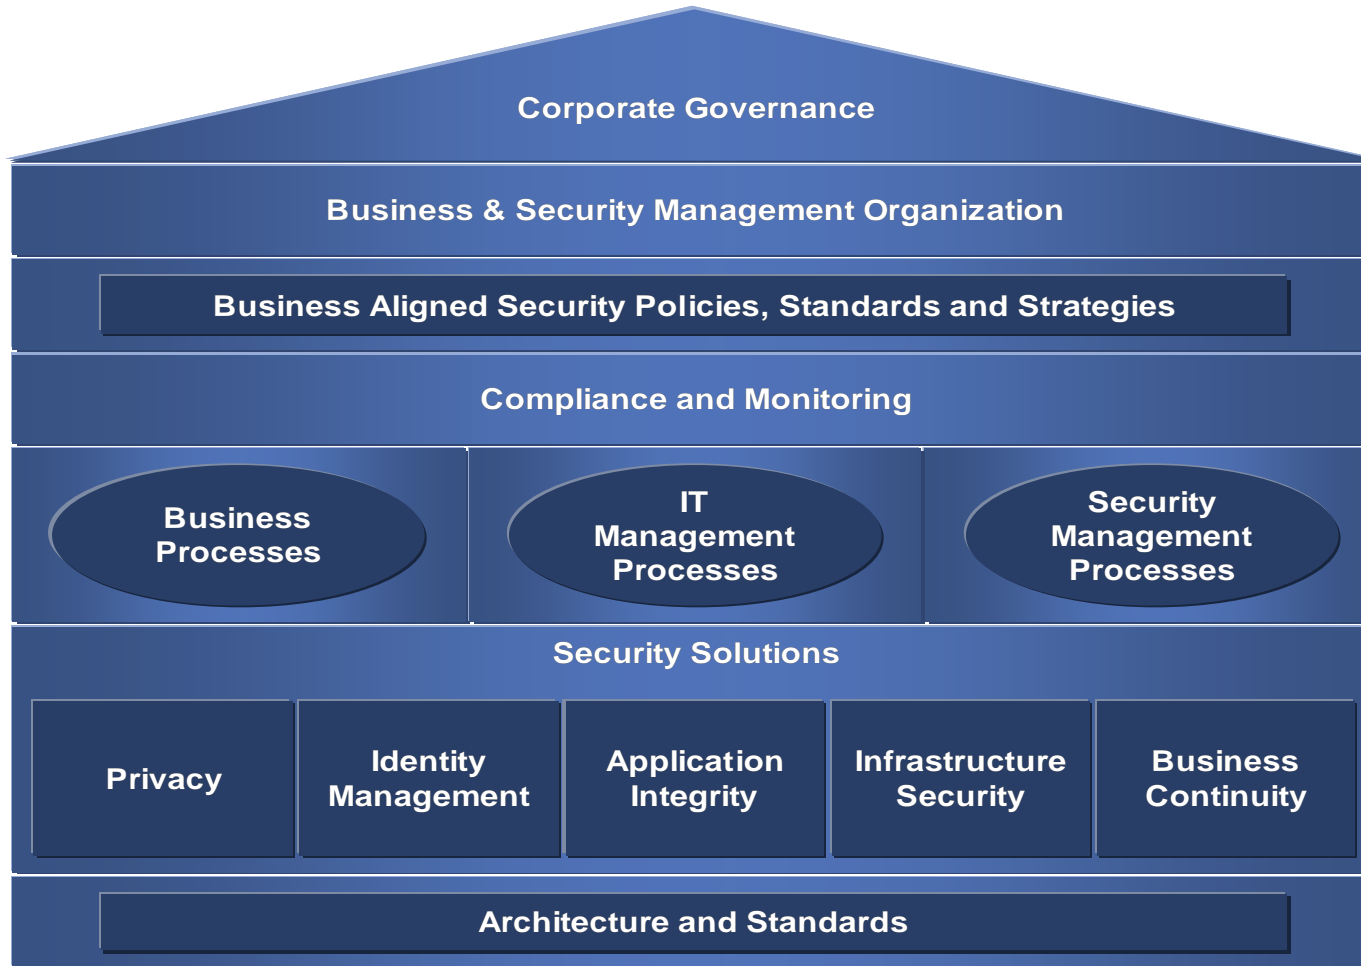 Corporate Governance
Business & Security Management Organization
Business Aligned Security Policies, Standards and Strategies
Compliance and Monitoring
Business
Processes
IT
Management
Processes
Security
Management
Processes
Security Solutions
Privacy
Identity
Management
Application
Integrity
Infrastructure
Security
Business
Continuity
Architecture and Standards